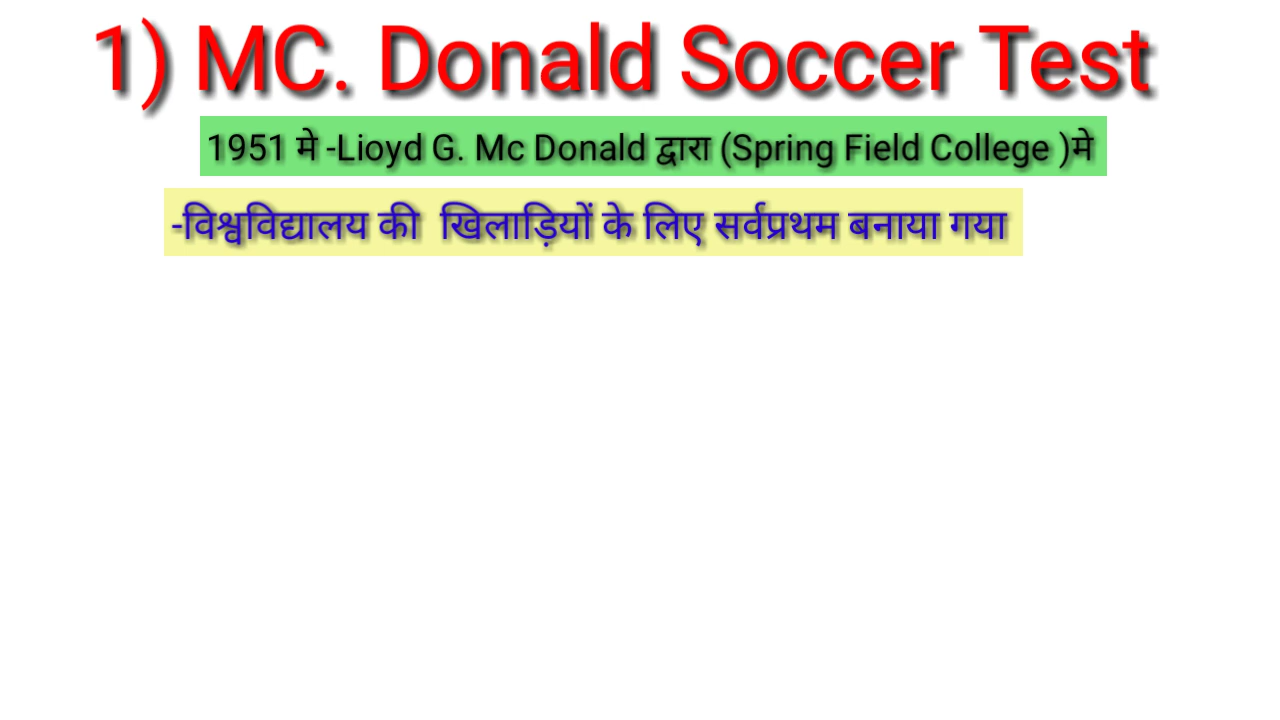 1) MC. Donald Soccer Test
1951 मे -Lioyd G. Mc Donald द्वारा (Spring Field College )मे
-विश्वविद्यालय की खिलाड़ियों के लिए सर्वप्रथम बनाया गया